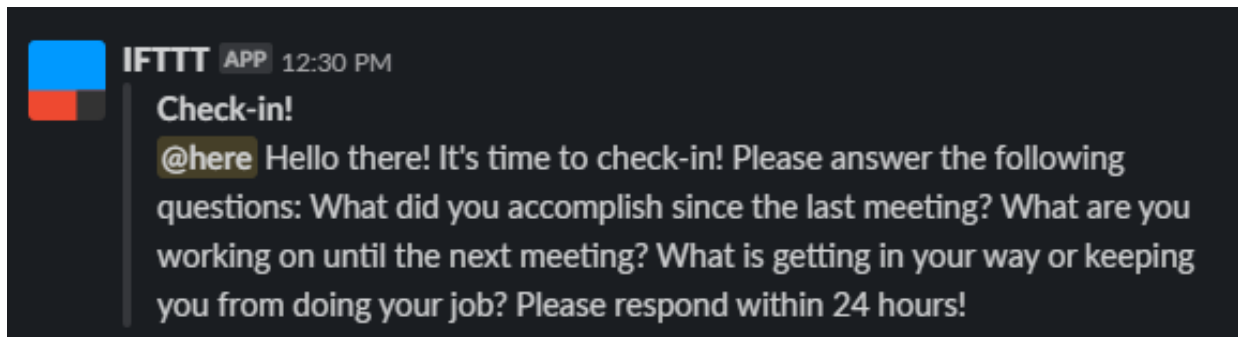 IFTTT APP 12:30 PM
Check-in!
@here Hello there! It's time to check-in! Please answer the following
questions: What did you accomplish since the last meeting? What are you
working on until the next meeting? What is getting in your way or keeping
you from doing your job? Please respond within 24 hours!